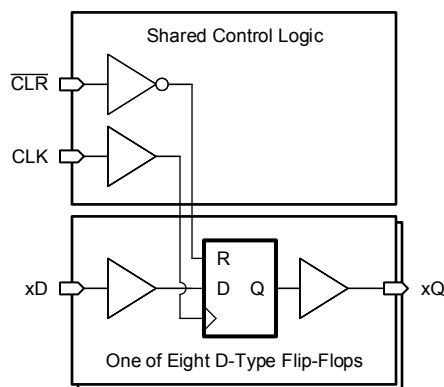 Shared Control Logic
CLR
CLK
R
xD
D
Q
xQ
One of Eight D-Type Flip-Flops